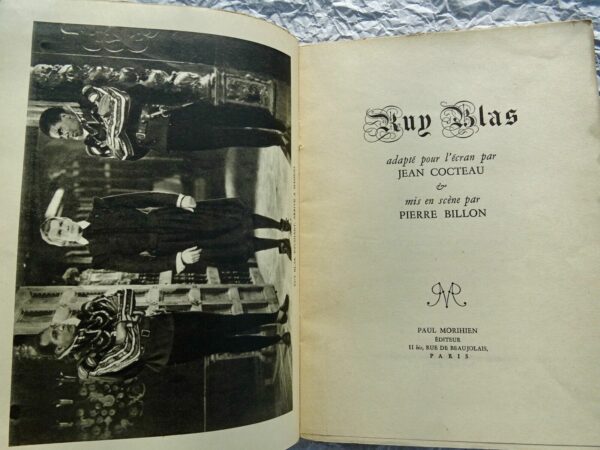 Ruy Blas
adapté pour l'écran par
JEAN COCTEAU
&
mis en scène par
PIERRE BILLON
PAUL MORIHIEN
ÉDITEUR
11 bis, RUE DE BEAUJOLAIS,
PARIS